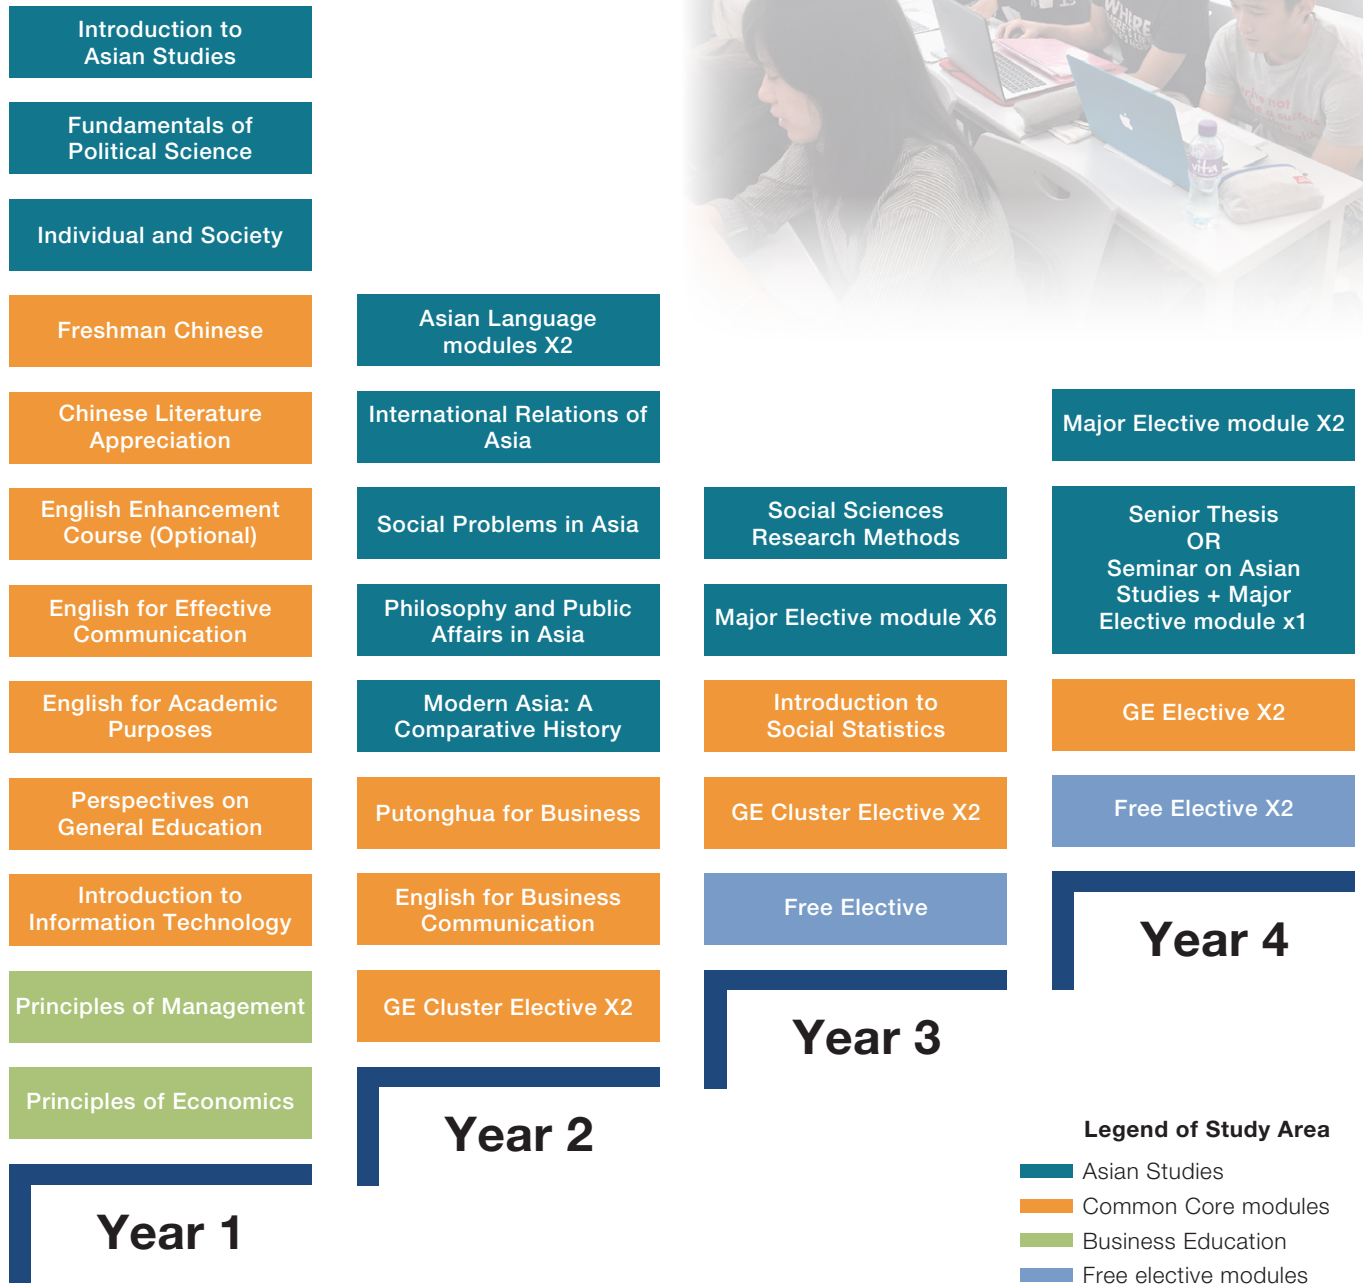 Introduction to
Asian Studies
Fundamentals of
Political Science
Individual and Society
Freshman Chinese
Chinese Literature
Appreciation
English Enhancement
Course (Optional)
English for Effective
Communication
English for Academic
Purposes
Perspectives on
General Education
Introduction to
Information Technology
Principles of Management
Principles of Economics
Year 1
Asian Language
modules X2
International Relations of
Asia
Social Problems in Asia
Philosophy and Public
Affairs in Asia
Modern Asia: A
Comparative History
Putonghua for Business
English for Business
Communication
GE Cluster Elective X2
Year 2
Social Sciences
Research Methods
Major Elective module X6
Introduction to
Social Statistics
GE Cluster Elective X2
Free Elective
Year 3
Major Elective module X2
Senior Thesis
OR
Seminar on Asian
Studies + Major
Elective module x1
GE Elective X2
Free Elective X2
Year 4
Legend of Study Area
Asian Studies
Common Core modules
Business Education
Free elective modules
WHERE
vita